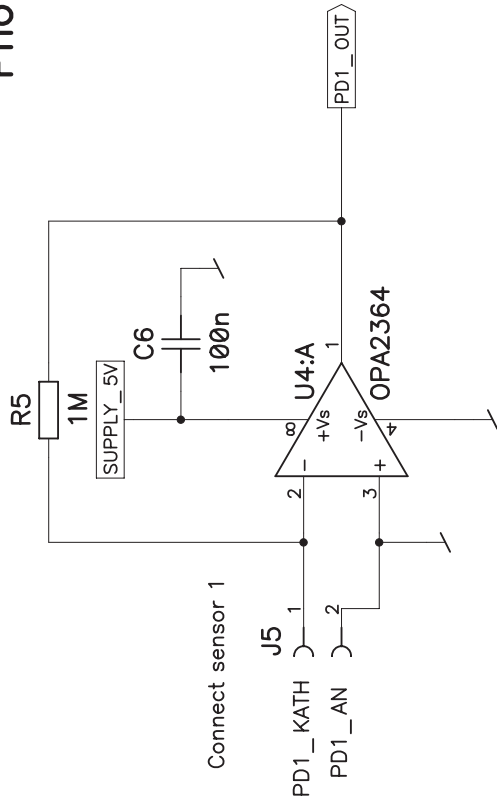 R5
1M
SUPPLY_5V
C6
100n
U4:A
OPA2364
8
+Vs
-Vs
4
2
-
3
+
1
PD1_OUT
Connect sensor 1
J5
PD1_KATH
1
PD1_AN
2